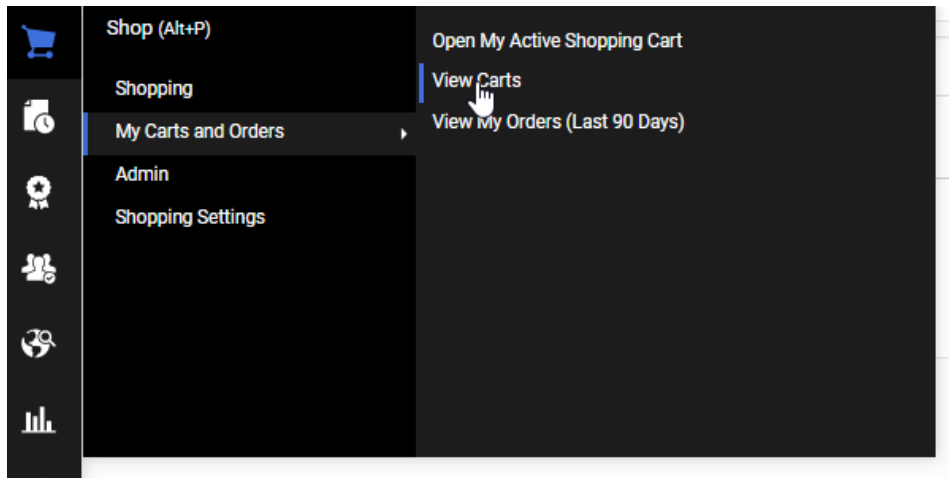 Shop (Alt+P)
Shopping
My Carts and Orders
Admin
Shopping Settings
Open My Active Shopping Cart
View Carts
View My Orders (Last 90 Days)